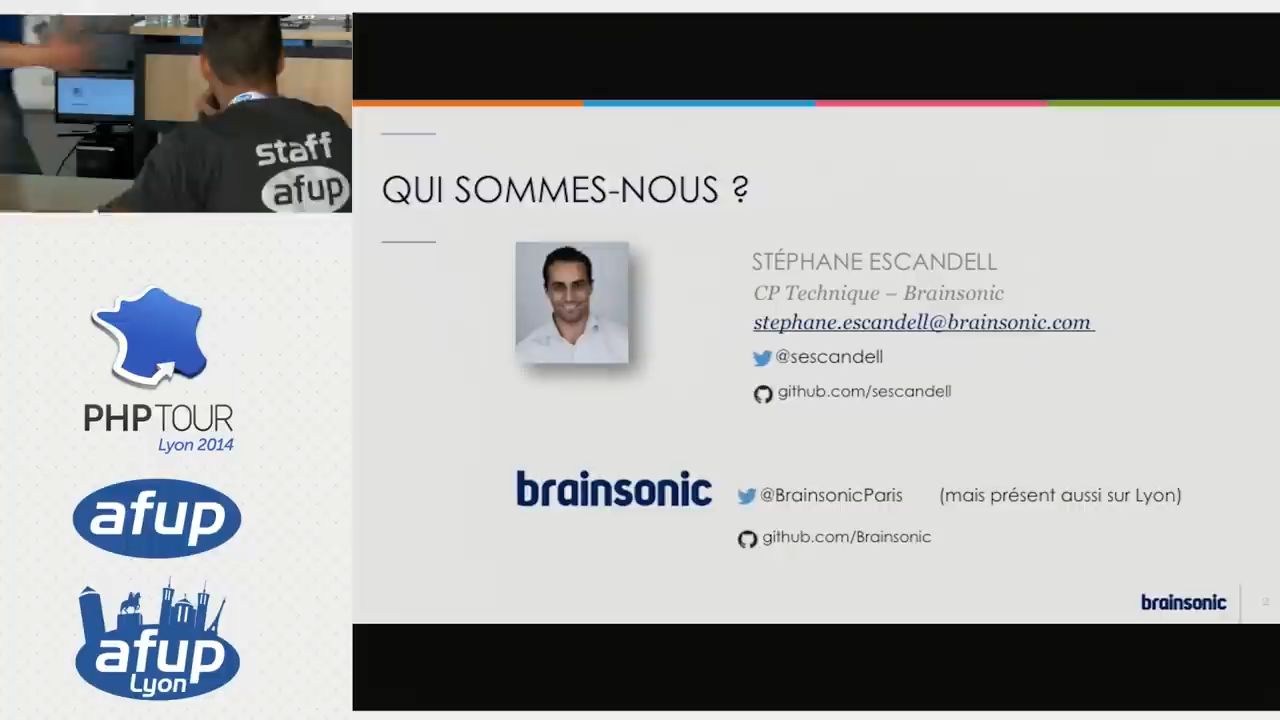 staff
afup
PHPTOUR
Lyon 2014
afup
afup
Lyon
QUI SOMMES-NOUS ?
STÉPHANE ESCANDELL
CP Technique – Brainsonic
stephane.escandell@brainsonic.com
@sescandell
github.com/sescandell
brainsonic
@BrainsonicParis (mais présent aussi sur Lyon)
github.com/Brainsonic
brainsonic
2